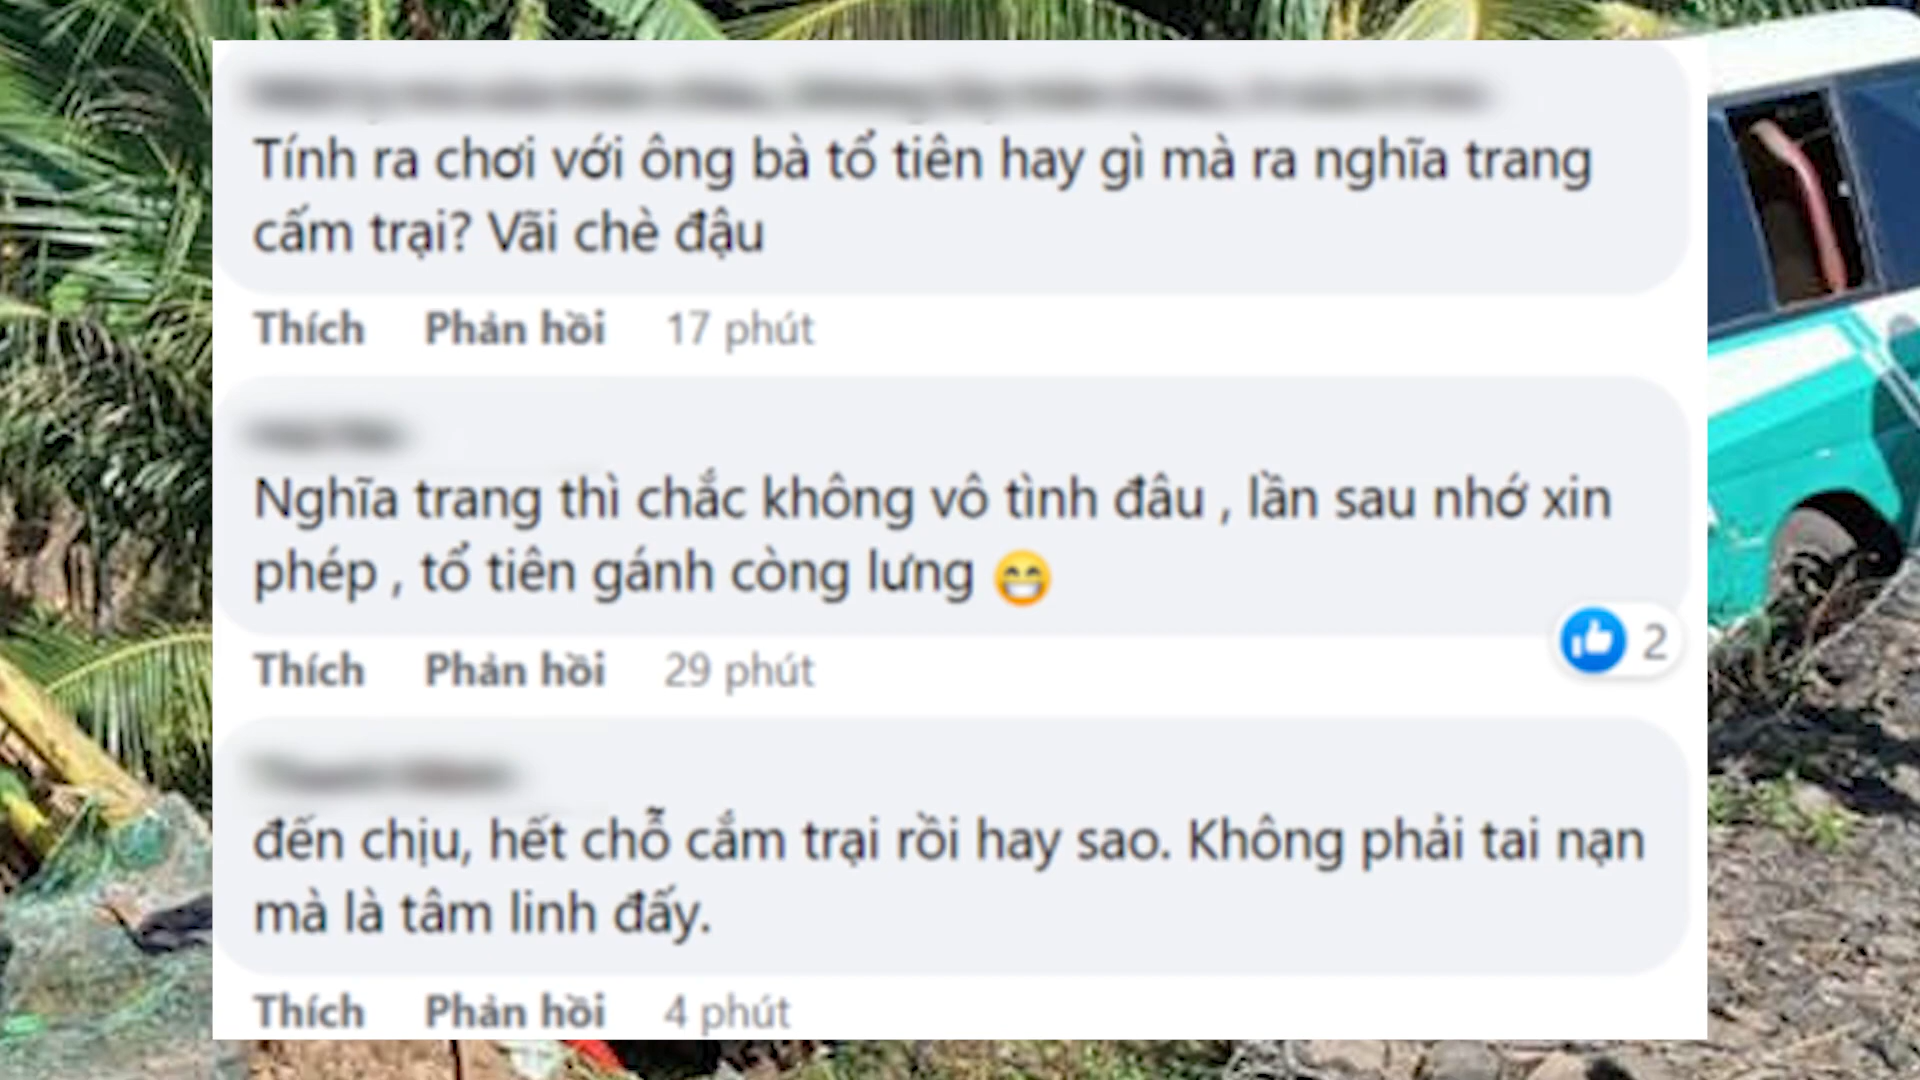 Tính ra chơi với ông bà tổ tiên hay gì mà ra nghĩa trang
cấm trại? Vãi chè đậu
Thích Phản hồi 17 phút
Nghĩa trang thì chắc không vô tình đâu , lần sau nhớ xin
phép , tổ tiên gánh còng lưng 😁
2
Thích Phản hồi 29 phút
đến chịu, hết chỗ cắm trại rồi hay sao. Không phải tai nạn
mà là tâm linh đấy.
Thích Phản hồi 4 phút